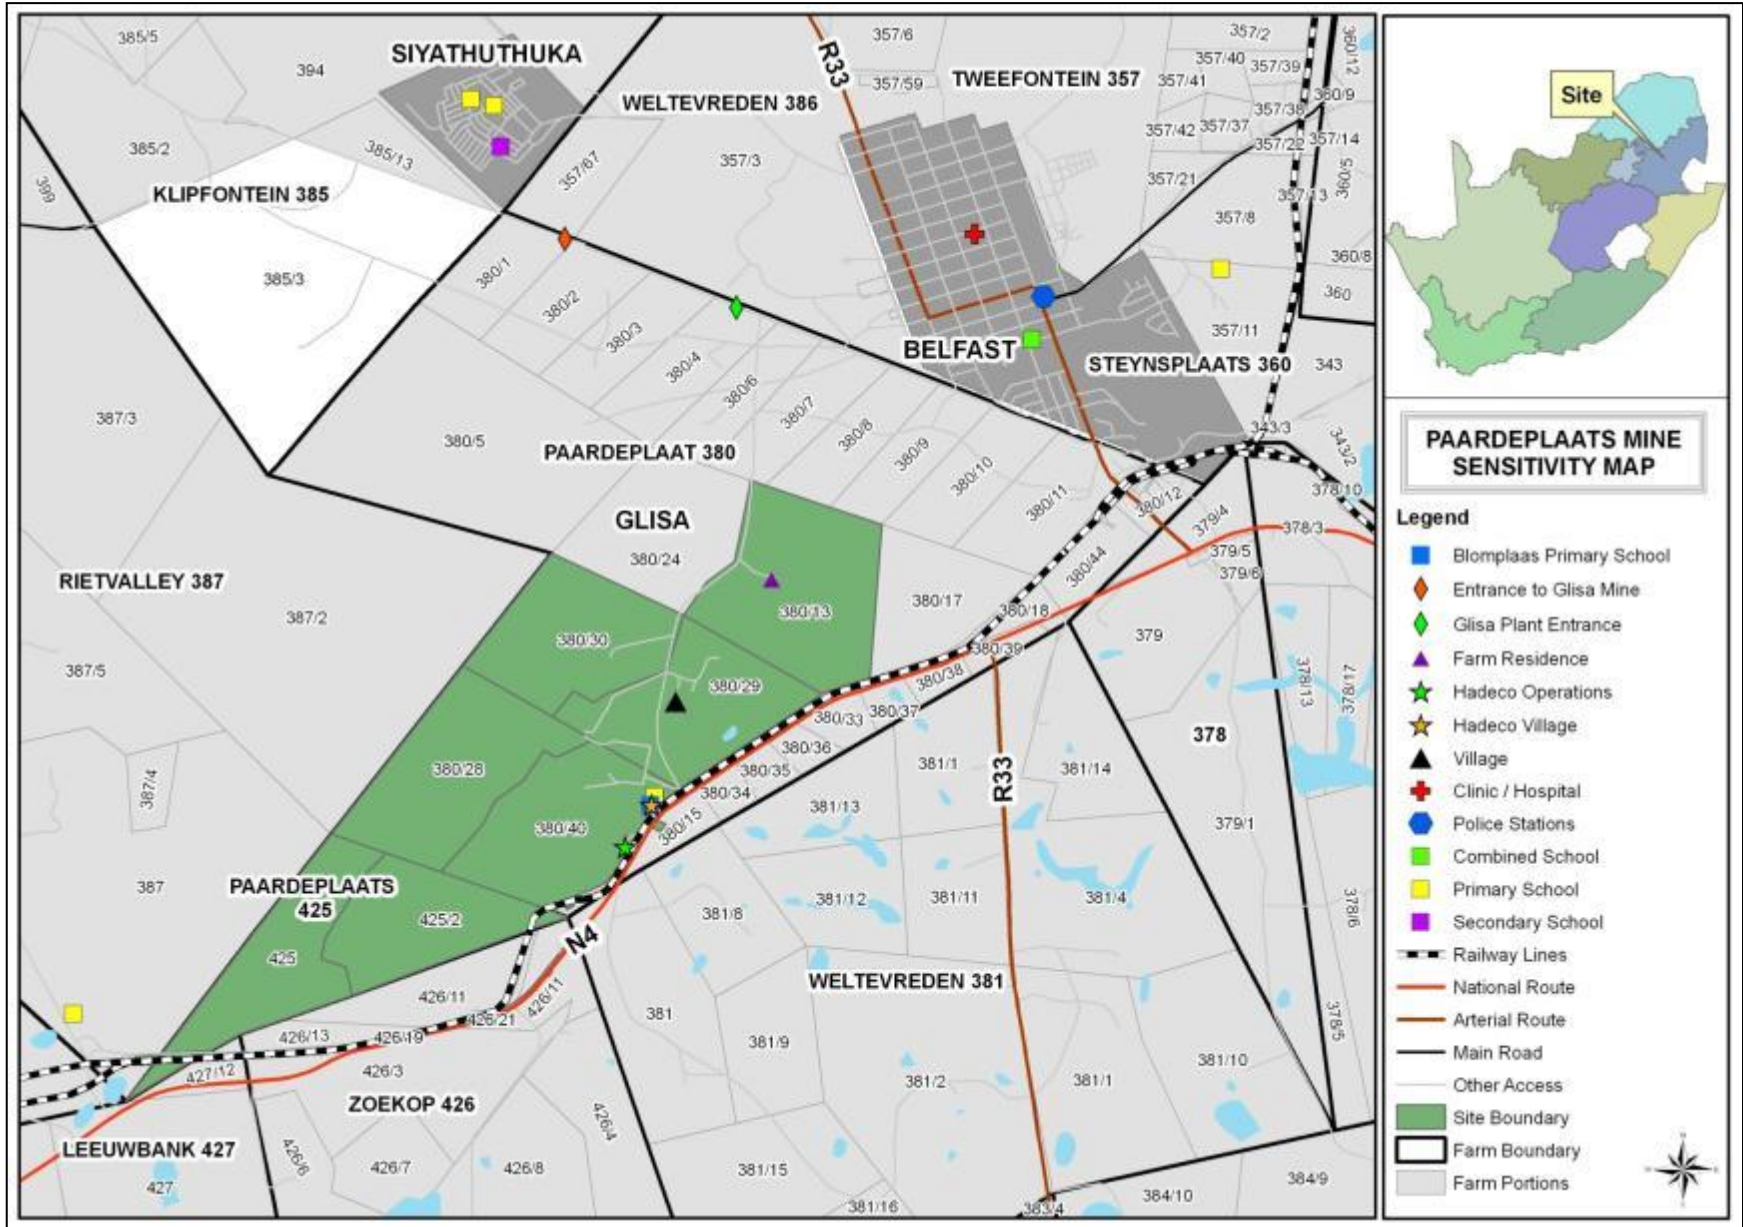 385/5
394
SIYATHUTHUKA
385/2
385/13
399
KLIPFONTEIN 385
385/3
WELTEVREDEN 386
357/67
357/3
R33
357/6
357/59
TWEEFONTEIN 357
357/2
357/40
357/39
357/41
357/38
357/42
357/37
357/22
357/21
357/13
357/14
357/8
360/12
360/9
360/5
360/8
360
357/11
BELFAST
STEYNSPLAATS 360
343
343/3
343/2
380/1
380/2
380/3
380/4
380/6
380/7
380/8
380/9
380/10
380/11
380/12
380/5
PAARDEPLAAT 380
387/3
GLISA
380/24
RIETVALLEY 387
387/2
387/5
387/4
387
380/13
380/17
380/18
380/44
379/4
379/5
379/6
378/3
378/10
380/30
380/29
380/39
380/38
380/37
380/33
380/36
380/35
380/34
380/15
380/28
380/40
379
378
378/13
378/17
379/1
378/6
378/5
381/1
R33
381/14
381/13
381/12
381/11
381/4
381/8
PAARDEPLAATS
425
425/2
425
N4
WELTEVREDEN 381
426/11
426/11
426/21
426/13
426/19
427/12
426/3
ZOEKOP 426
LEEUWBANK 427
427
426/6
426/7
426/8
426/4
381
381/9
381/2
381/1
381/10
381/15
381/16
383/4
384/10
384/9
Site
PAARDEPLAATS MINE
SENSITIVITY MAP
Legend
Blomplaas Primary School
Entrance to Glisa Mine
Glisa Plant Entrance
Farm Residence
Hadeco Operations
Hadeco Village
Village
Clinic / Hospital
Police Stations
Combined School
Primary School
Secondary School
Railway Lines
National Route
Arterial Route
Main Road
Other Access
Site Boundary
Farm Boundary
Farm Portions